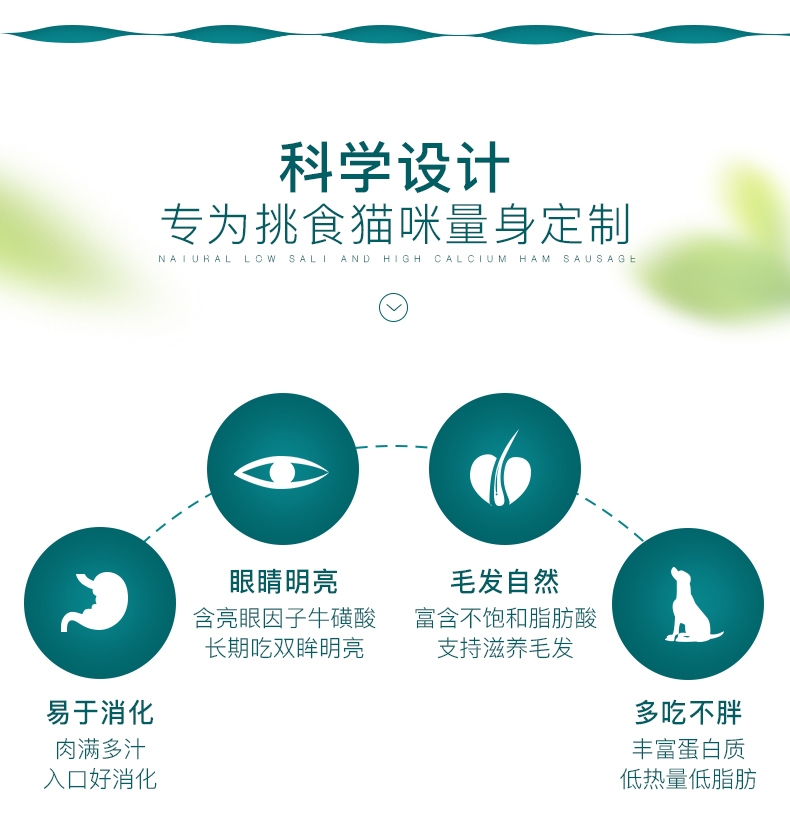 科学设计
专为挑食猫咪量身定制
NATURAL LOW SALT AND HIGH CALCIUM HAM SAUSAGE
眼睛明亮
含亮眼因子牛磺酸
长期吃双眸明亮
毛发自然
富含不饱和脂肪酸
支持滋养毛发
易于消化
肉满多汁
入口好消化
多吃不胖
丰富蛋白质
低热量低脂肪